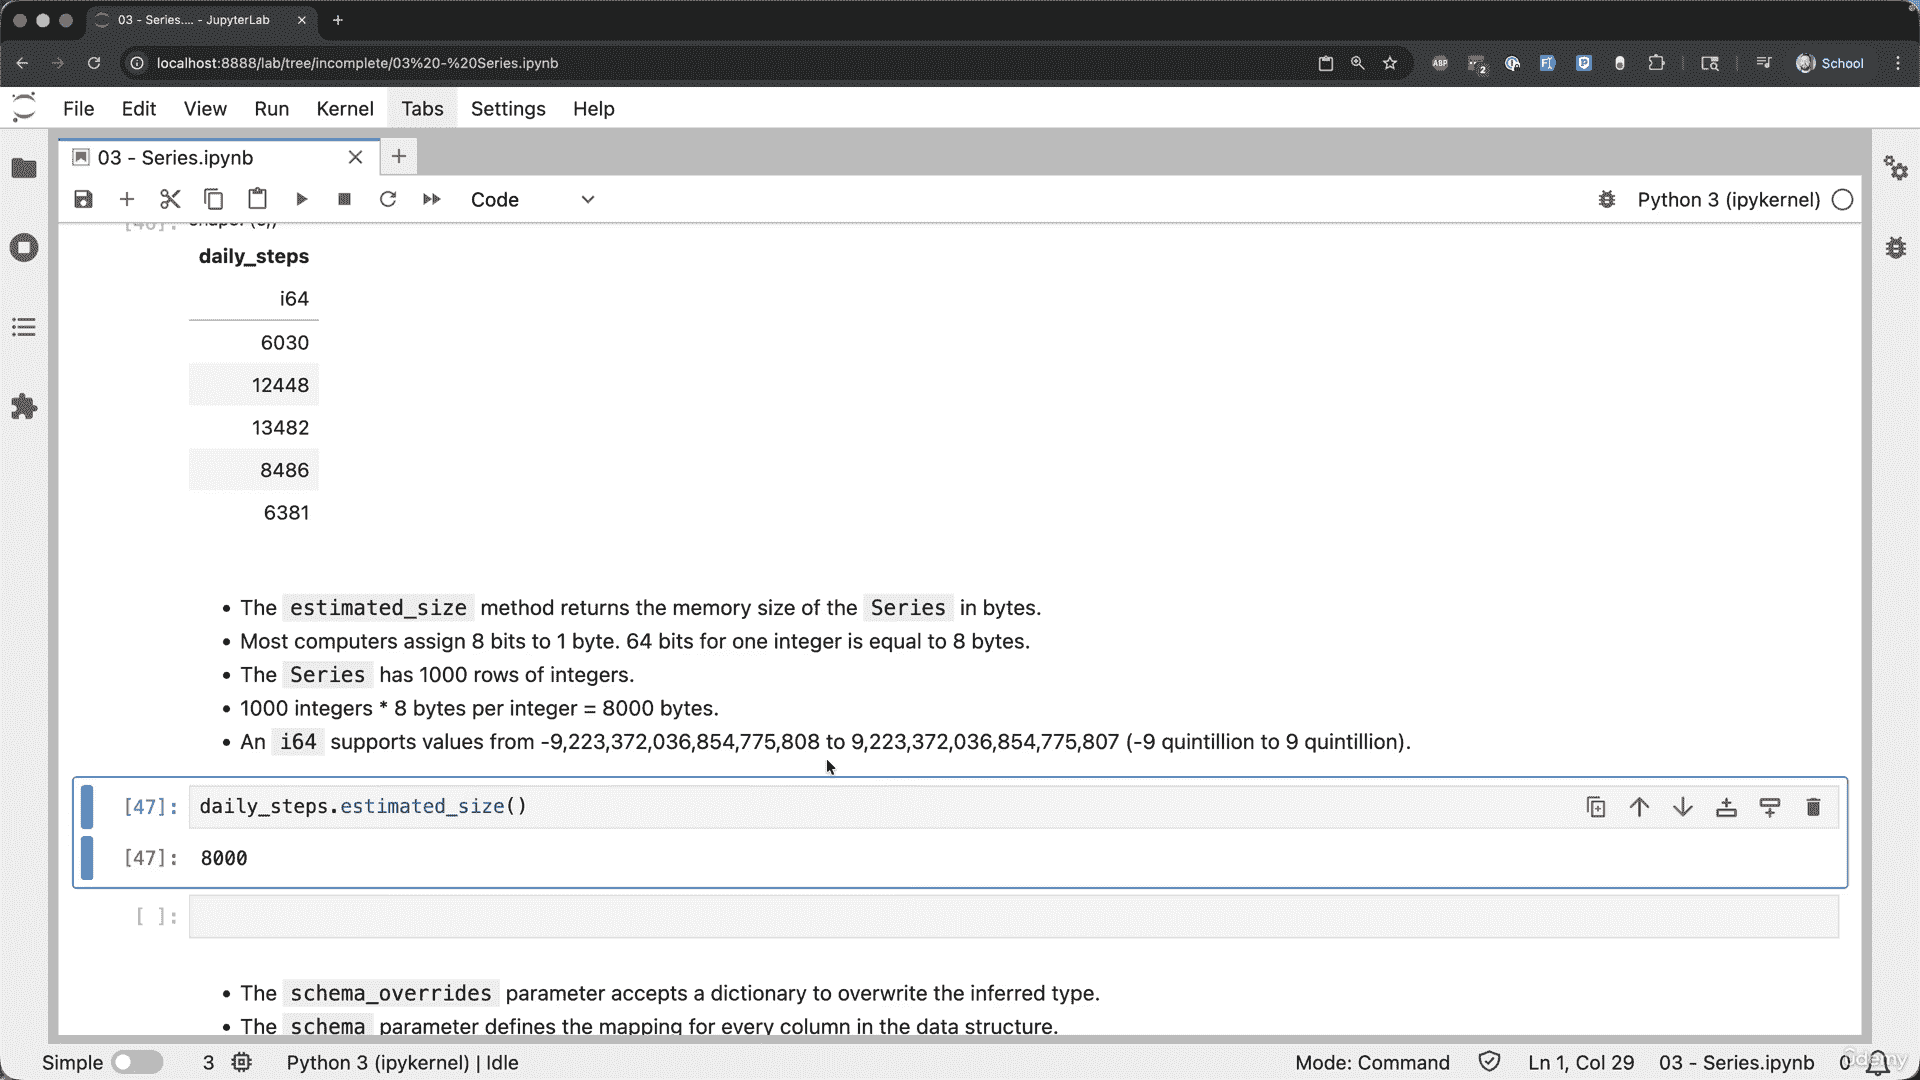 03 - Series.... - JupyterLab
localhost:8888/lab/tree/incomplete/03%20-%20Series.ipynb
ABP
2
School
File Edit View Run Kernel Tabs Settings Help
03 - Series.ipynb
Code
Python 3 (ipykernel)
daily_steps
i64
6030
12448
13482
8486
6381
• The estimated_size method returns the memory size of the Series in bytes.
• Most computers assign 8 bits to 1 byte. 64 bits for one integer is equal to 8 bytes.
• The Series has 1000 rows of integers.
• 1000 integers * 8 bytes per integer = 8000 bytes.
• An i64 supports values from -9,223,372,036,854,775,808 to 9,223,372,036,854,775,807 (-9 quintillion to 9 quintillion).
[47]: daily_steps.estimated_size()
[47]: 8000
[ ]:
• The schema_overrides parameter accepts a dictionary to overwrite the inferred type.
• The schema parameter defines the mapping for every column in the data structure.
Simple 3 Python 3 (ipykernel) | Idle Mode: Command Ln 1, Col 29 03 - Series.ipynb 0
Udemy